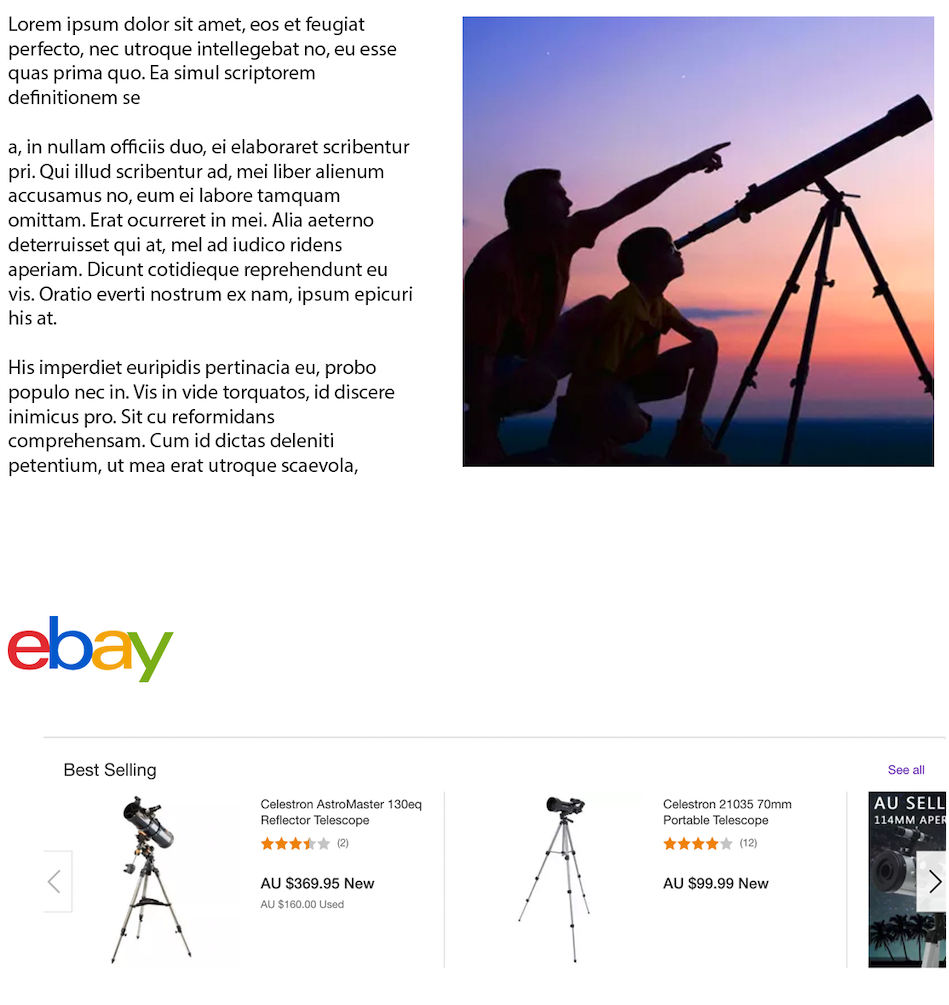 Lorem ipsum dolor sit amet, eos et feugiat
perfecto, nec utroque intellegebat no, eu esse
quas prima quo. Ea simul scriptorem
definitionem se
a, in nullam officiis duo, ei elaboraret scribentur
pri. Qui illud scribentur ad, mei liber alienum
accusamus no, eum ei labore tamquam
omittam. Erat ocurreret in mei. Alia aeterno
deterruisset qui at, mel ad iudico ridens
aperiam. Dicunt cotidieque reprehendunt eu
vis. Oratio everti nostrum ex nam, ipsum epicuri
his at.
His imperdiet euripidis pertinacia eu, probo
populo nec in. Vis in vide torquatos, id discere
inimicus pro. Sit cu reformidans
comprehensam. Cum id dictas deleniti
petentium, ut mea erat utroque scaevola,
ebay
Best Selling
See all
Celestron AstroMaster 130eq
Reflector Telescope
(2)
AU $369.95 New
AU $160.00 Used
Celestron 21035 70mm
Portable Telescope
(12)
AU $99.99 New
AU SELL
114MM APER